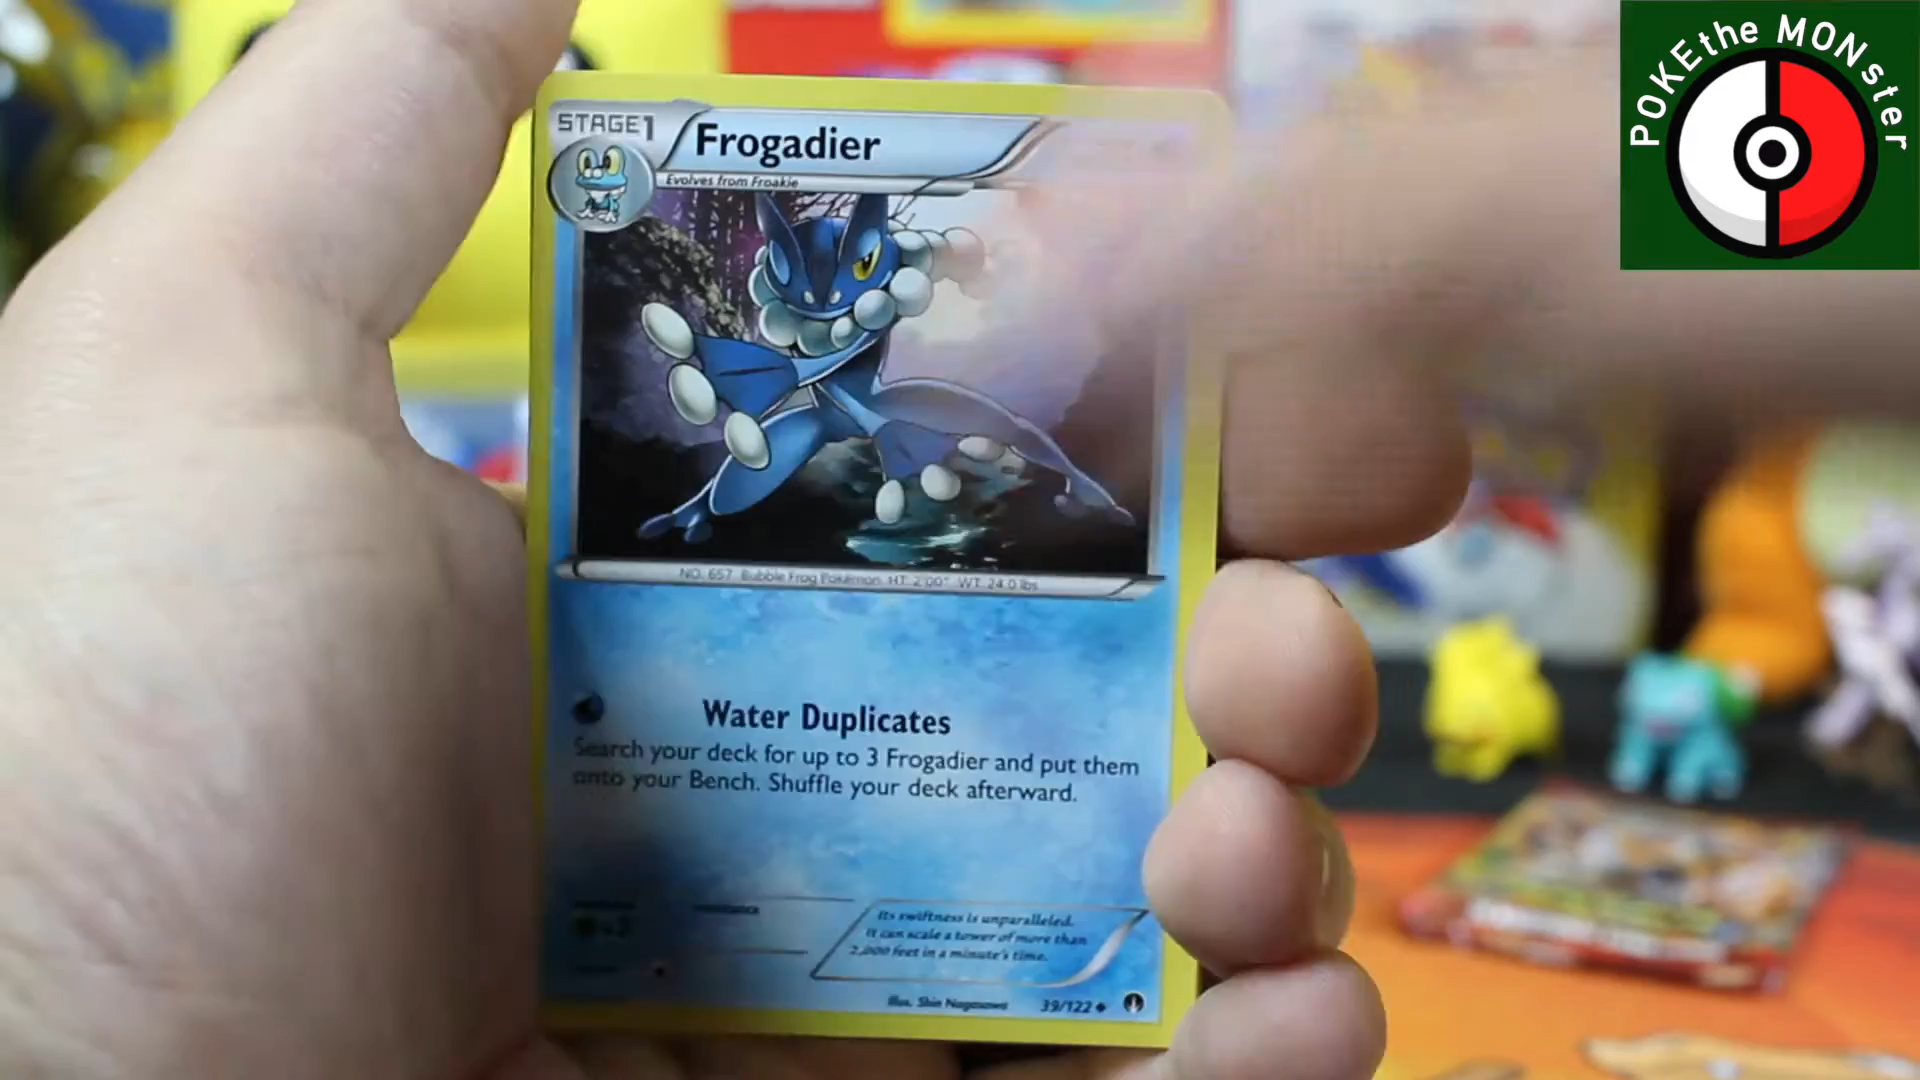 POKEthe MONster
STAGE1
Frogadier
Evolves from Froakie
NO. 657 Bubble Frog Pokémon HT: 2'00" WT: 24.0 lbs
Water Duplicates
Search your deck for up to 3 Frogadier and put them
onto your Bench. Shuffle your deck afterward.
Its swiftness is unparalleled.
It can scale a tower of more than
2,000 feet in a minute's time.
Illus. Shin Nagasawa
39/122